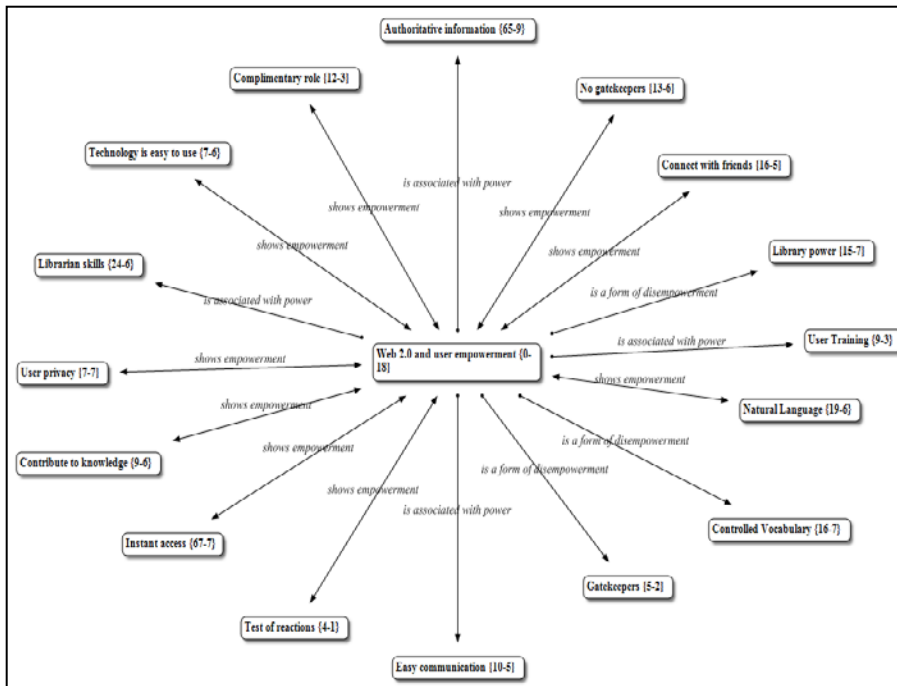 Authoritative information {65-9}
Complimentary role [12-3]
No gatekeepers [13-6]
Technology is easy to use {7-6}
Connect with friends [16-5]
is associated with power
shows empowerment
shows empowerment
shows empowerment
shows empowerment
Librarian skills {24-6}
Library power [15-7]
is associated with power
is a form of disempowerment
User Training {9-3}
is associated with power
Web 2.0 and user empowerment {0-
18]
shows empowerment
User privacy [7-7]
shows empowerment
Natural Language {19-6}
shows empowerment
is a form of disempowerment
Contribute to knowledge {9-6}
shows empowerment
is a form of disempowerment
shows empowerment
is associated with power
Controlled Vocabulary {16-7}
Instant access {67-7}
Gatekeepers [5-2]
Test of reactions {4-1}
Easy communication [10-5]